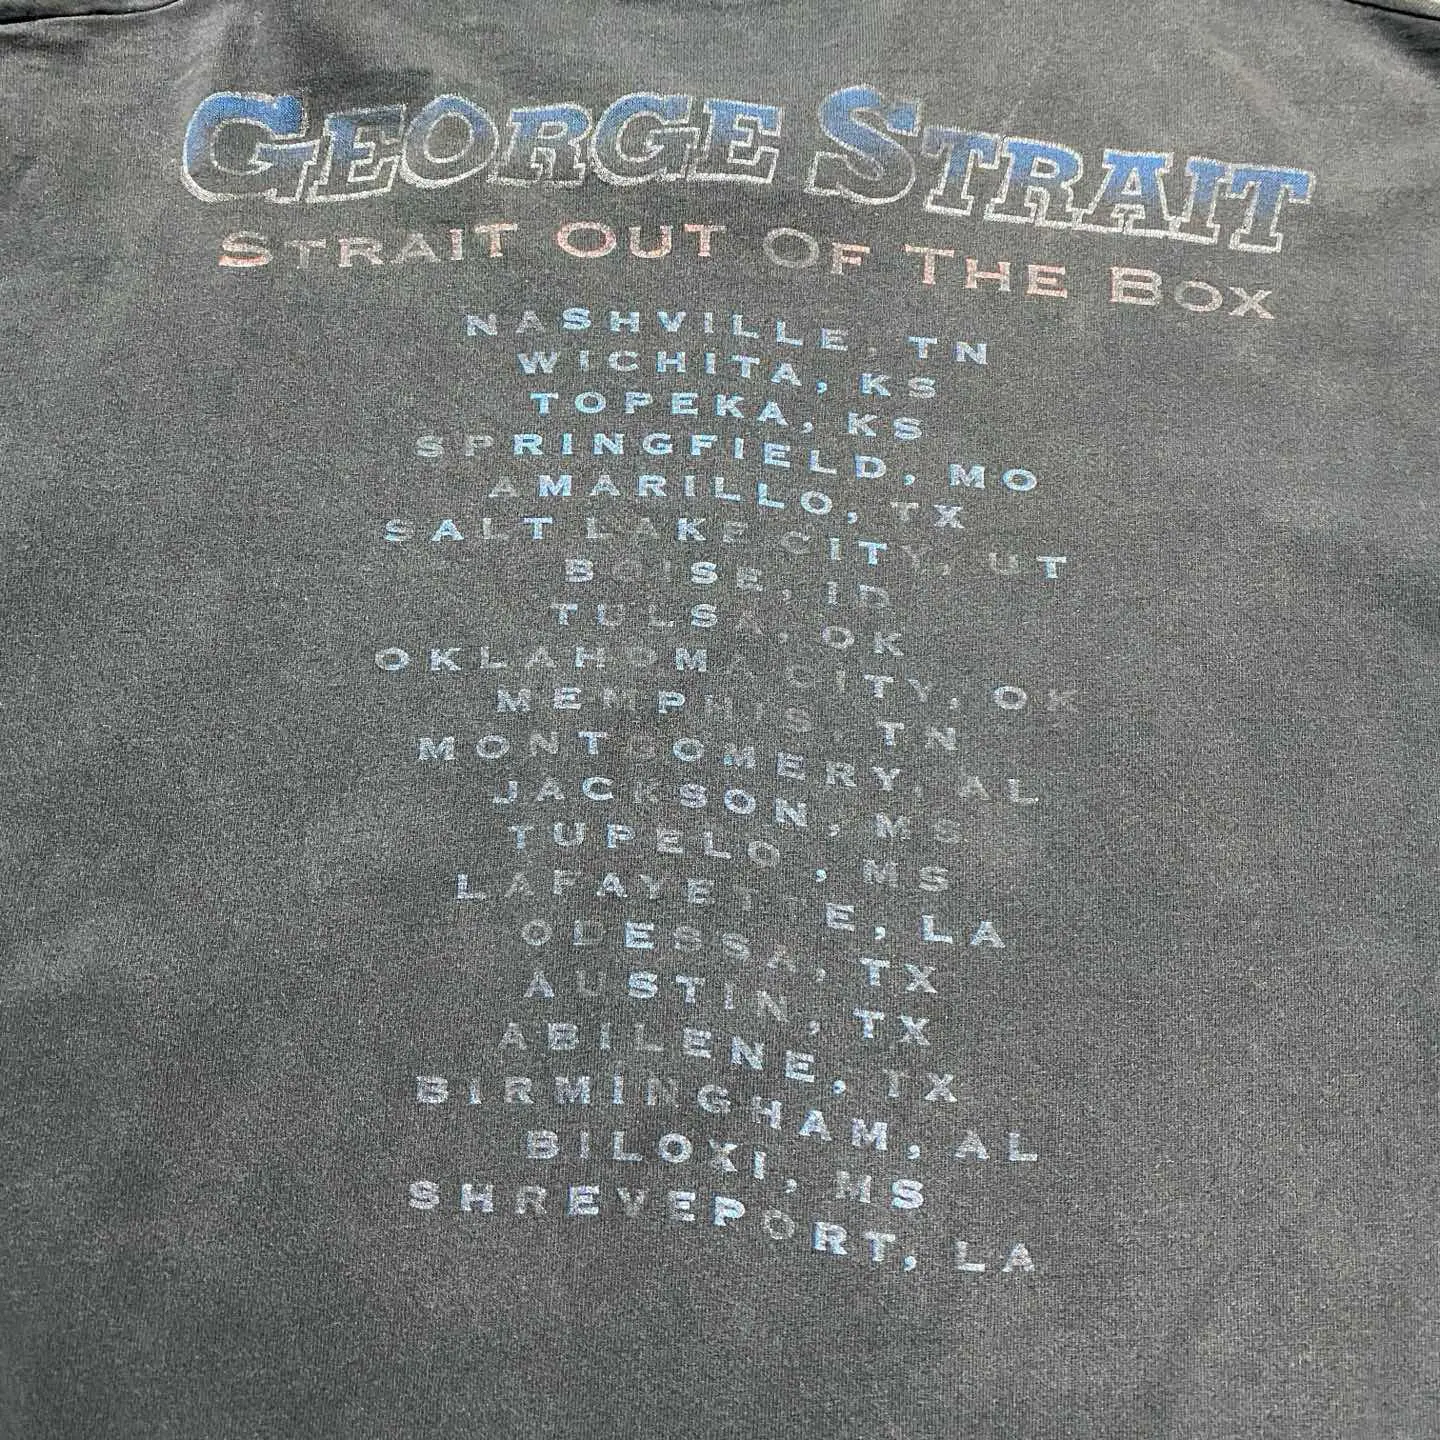 GEORGE STRAIT
STRAIT OUT OF THE BOX
NASHVILLE, TN
WICHITA, KS
TOPEKA, KS
SPRINGFIELD, MO
AMARILLO, TX
SALT LAKE CITY, UT
BOISE, ID
TULSA, OK
OKLAHOMA CITY, OK
MEMPHIS, TN
MONTGOMERY, AL
JACKSON, MS
TUPELO, MS
LAFAYETTE, LA
ODESSA, TX
AUSTIN, TX
ABILENE, TX
BIRMINGHAM, AL
BILOXI, MS
SHREVEPORT, LA